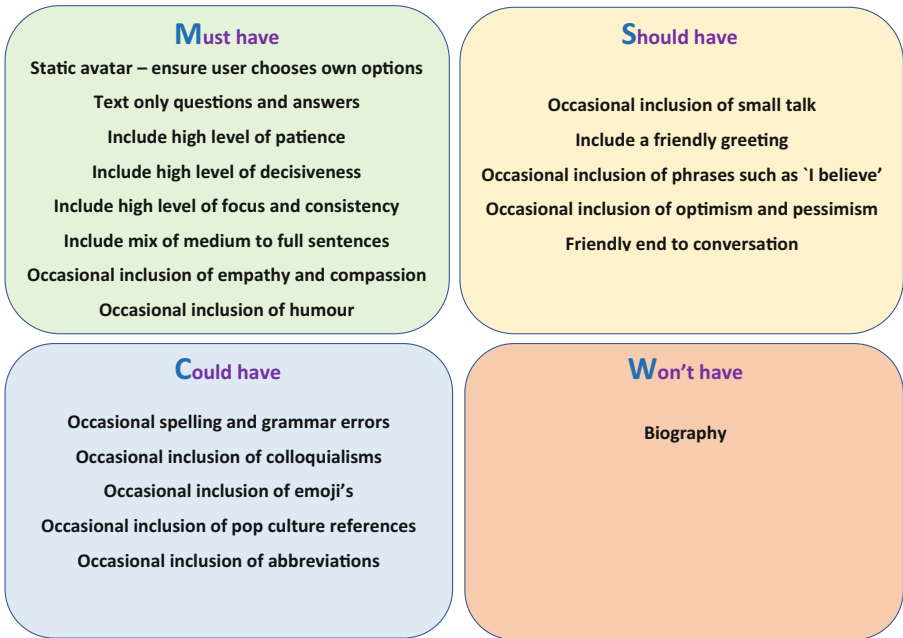 Must have
Static avatar – ensure user chooses own options
Text only questions and answers
Include high level of patience
Include high level of decisiveness
Include high level of focus and consistency
Include mix of medium to full sentences
Occasional inclusion of empathy and compassion
Occasional inclusion of humour
Should have
Occasional inclusion of small talk
Include a friendly greeting
Occasional inclusion of phrases such as `I believe’
Occasional inclusion of optimism and pessimism
Friendly end to conversation
Could have
Occasional spelling and grammar errors
Occasional inclusion of colloquialisms
Occasional inclusion of emoji’s
Occasional inclusion of pop culture references
Occasional inclusion of abbreviations
Won’t have
Biography